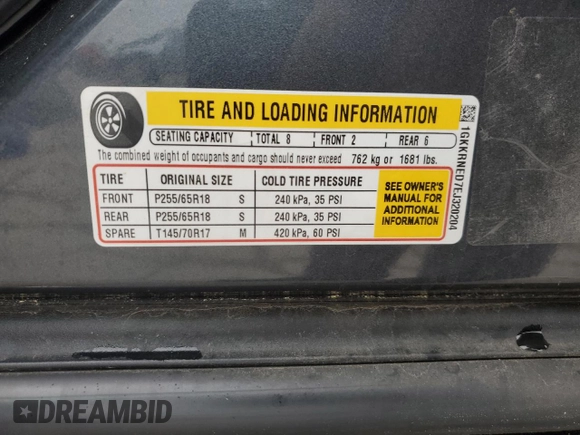 TIRE AND LOADING INFORMATION
SEATING CAPACITY TOTAL 8 FRONT 2 REAR 6
The combined weight of occupants and cargo should never exceed 762 kg or 1681 lbs.
TIRE ORIGINAL SIZE COLD TIRE PRESSURE
FRONT P255/65R18 S 240 kPa, 35 PSI
REAR P255/65R18 S 240 kPa, 35 PSI
SPARE T145/70R17 M 420 kPa, 60 PSI
SEE OWNER'S
MANUAL FOR
ADDITIONAL
INFORMATION
1GKKRNED7EJ320204
DREAMBID